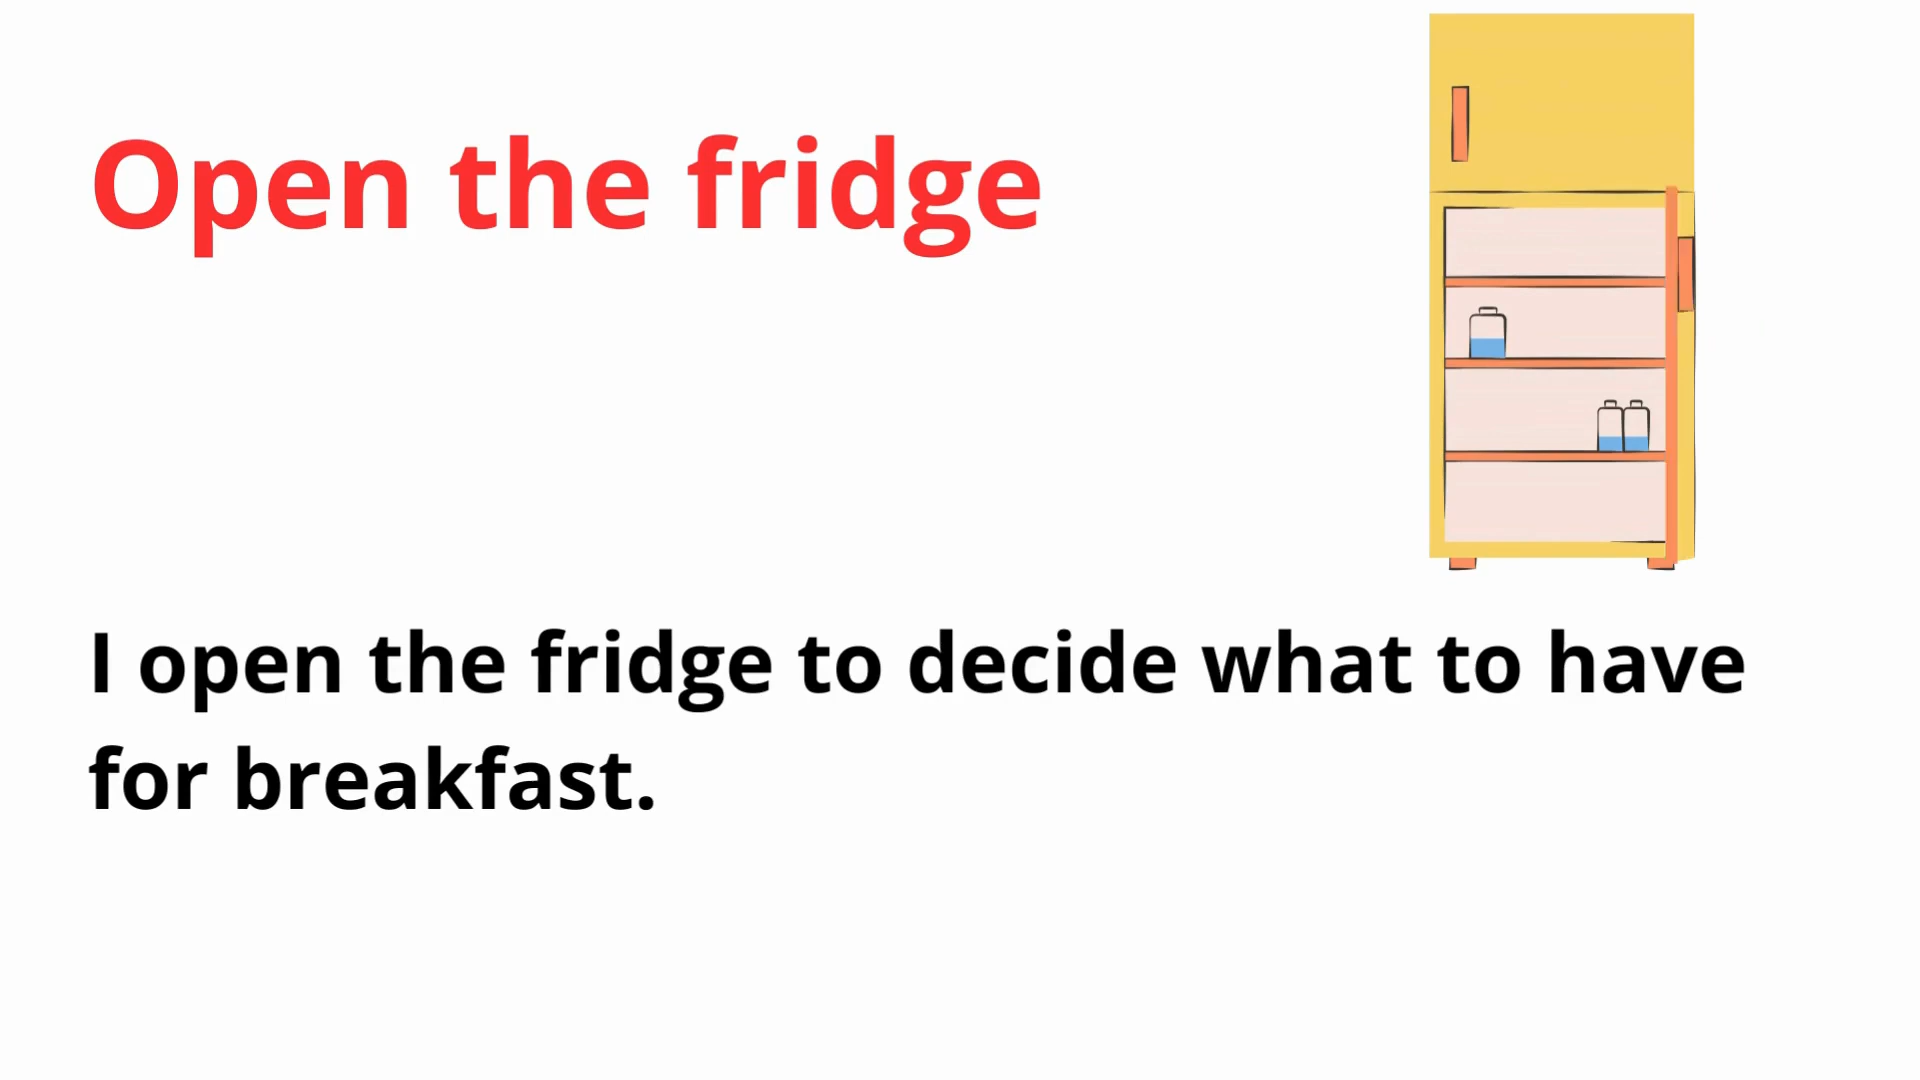 Open the fridge
I open the fridge to decide what to have
for breakfast.